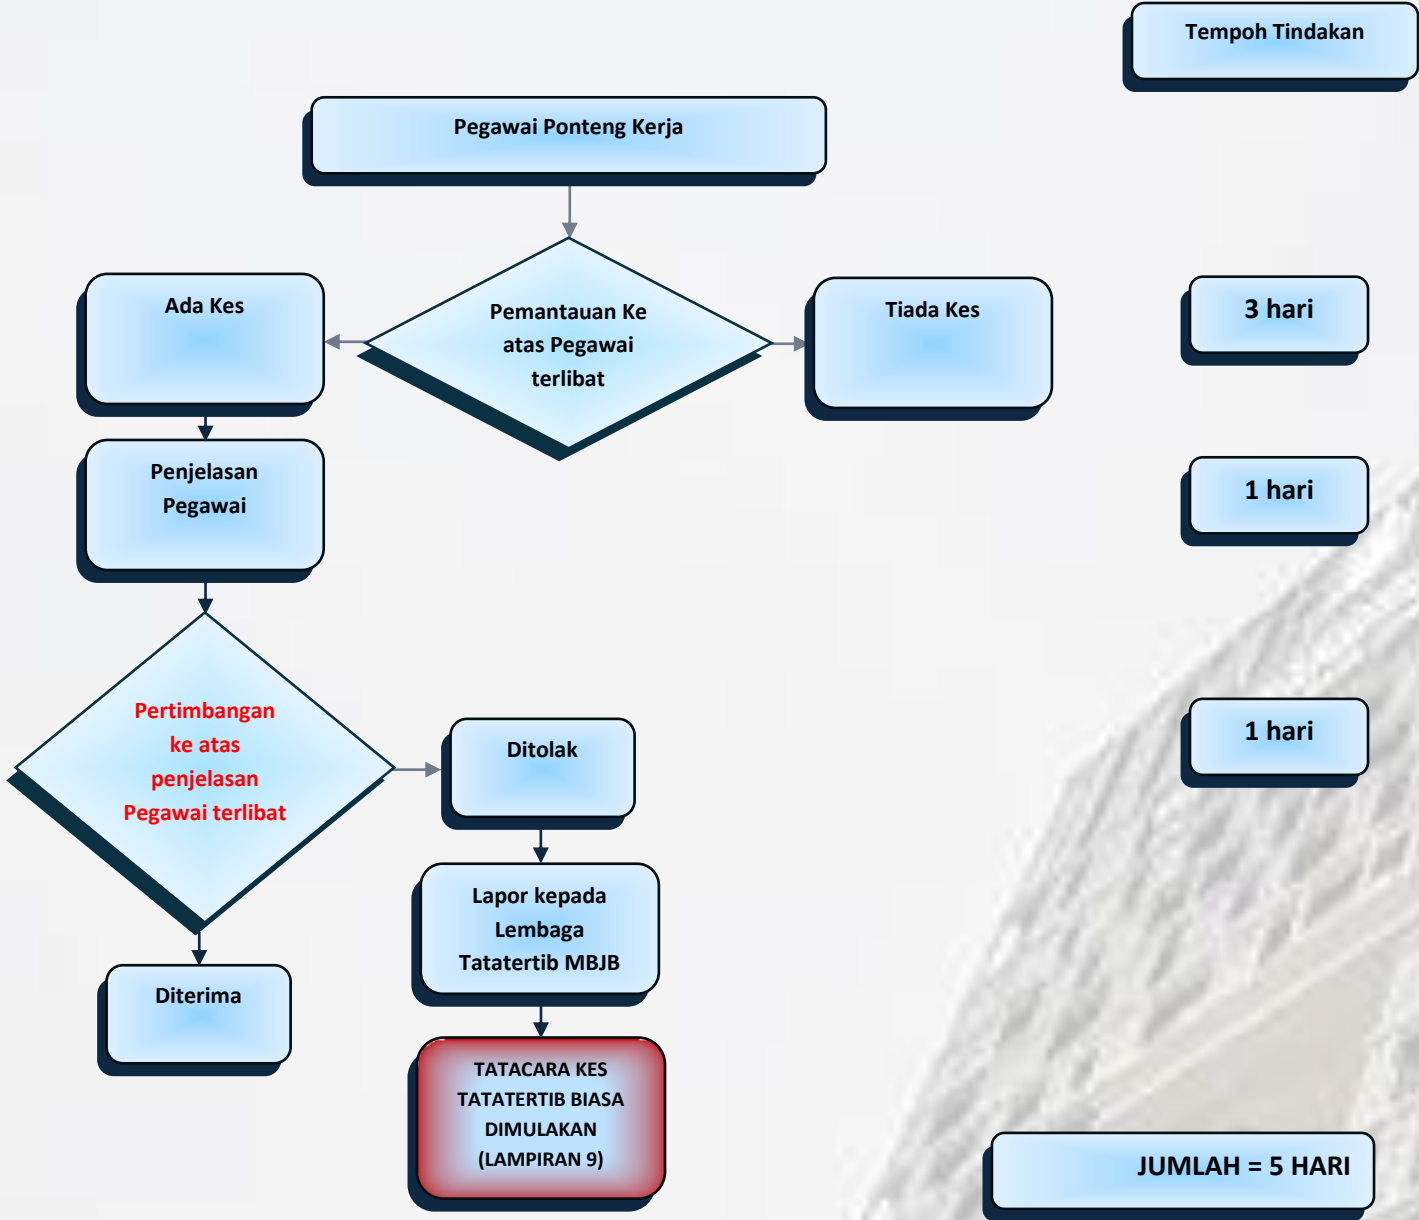 Tempoh Tindakan
Pegawai Ponteng Kerja
Ada Kes
Pemantauan Ke
atas Pegawai
terlibat
Tiada Kes
3 hari
Penjelasan
Pegawai
1 hari
Pertimbangan
ke atas
penjelasan
Pegawai terlibat
Ditolak
1 hari
Lapor kepada
Lembaga
Tatatertib MBJB
Diterima
TATACARA KES
TATATERTIB BIASA
DIMULAKAN
(LAMPIRAN 9)
JUMLAH = 5 HARI